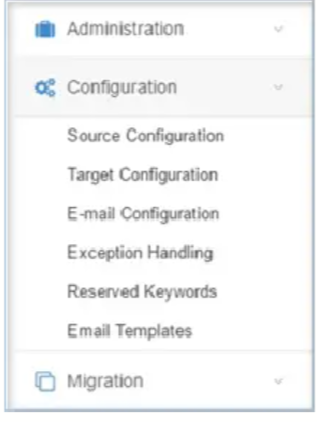 Administration
Configuration
Source Configuration
Target Configuration
E-mail Configuration
Exception Handling
Reserved Keywords
Email Templates
Migration